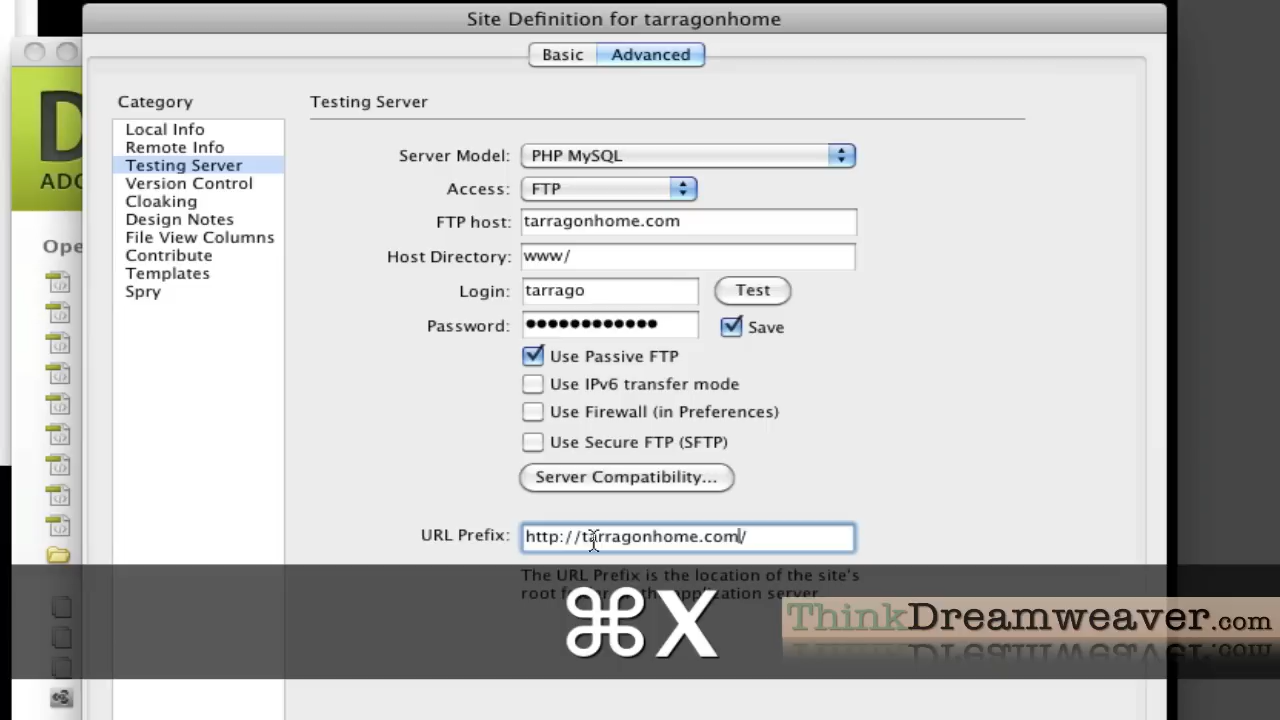 Site Definition for tarragonhome
Basic Advanced
Category
Local Info
Remote Info
Testing Server
Version Control
Cloaking
Design Notes
File View Columns
Contribute
Templates
Spry
Testing Server
Server Model: PHP MySQL
Access: FTP
FTP host: tarragonhome.com
Host Directory: www/
Login: tarrago Test
Password: •••••••••••• Save
Use Passive FTP
Use IPv6 transfer mode
Use Firewall (in Preferences)
Use Secure FTP (SFTP)
Server Compatibility...
URL Prefix: http://tarragonhome.com/
The URL Prefix is the location of the site's
⌘X
ThinkDreamweaver.com